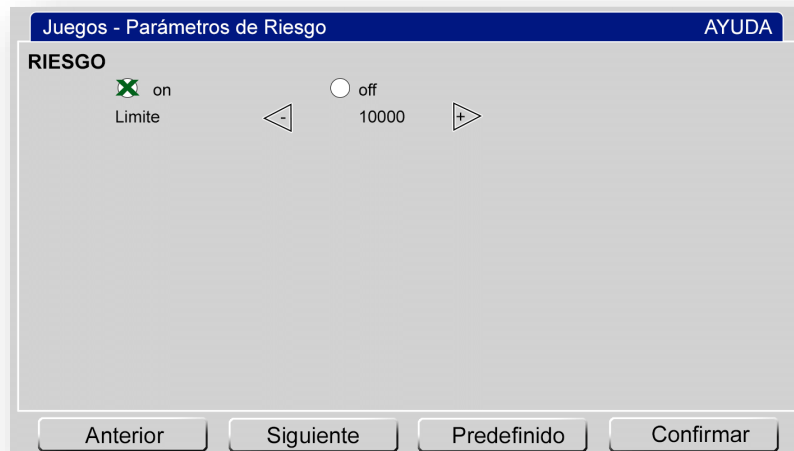 Juegos - Parámetros de Riesgo AYUDA
RIESGO
on off
Limite - 10000 +
Anterior Siguiente Predefinido Confirmar